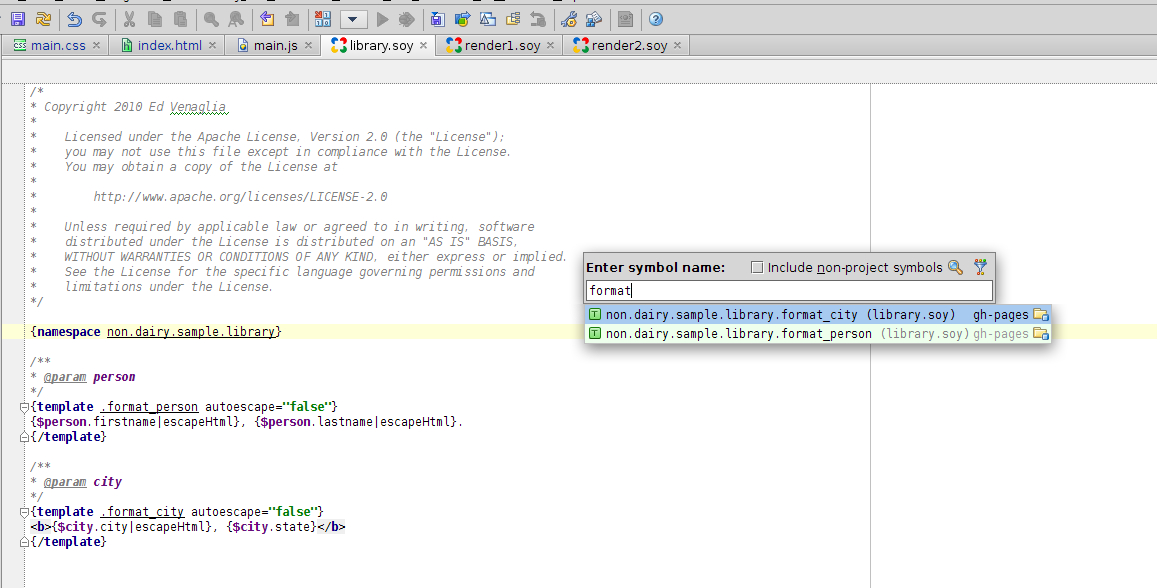 main.css
index.html
main.js
library.soy
render1.soy
render2.soy
/*
* Copyright 2010 Ed Venaglia
*
*    Licensed under the Apache License, Version 2.0 (the "License");
*    you may not use this file except in compliance with the License.
*    You may obtain a copy of the License at
*
*        http://www.apache.org/licenses/LICENSE-2.0
*
*    Unless required by applicable law or agreed to in writing, software
*    distributed under the License is distributed on an "AS IS" BASIS,
*    WITHOUT WARRANTIES OR CONDITIONS OF ANY KIND, either express or implied.
*    See the License for the specific language governing permissions and
*    limitations under the License.
*/
{namespace non.dairy.sample.library}
/**
* @param person
*/
{template .format_person autoescape="false"}
{$person.firstname|escapeHtml}, {$person.lastname|escapeHtml}.
{/template}
/**
* @param city
*/
{template .format_city autoescape="false"}
<b>{$city.city|escapeHtml}, {$city.state}</b>
{/template}
Enter symbol name:
Include non-project symbols
format
non.dairy.sample.library.format_city (library.soy) gh-pages
non.dairy.sample.library.format_person (library.soy) gh-pages